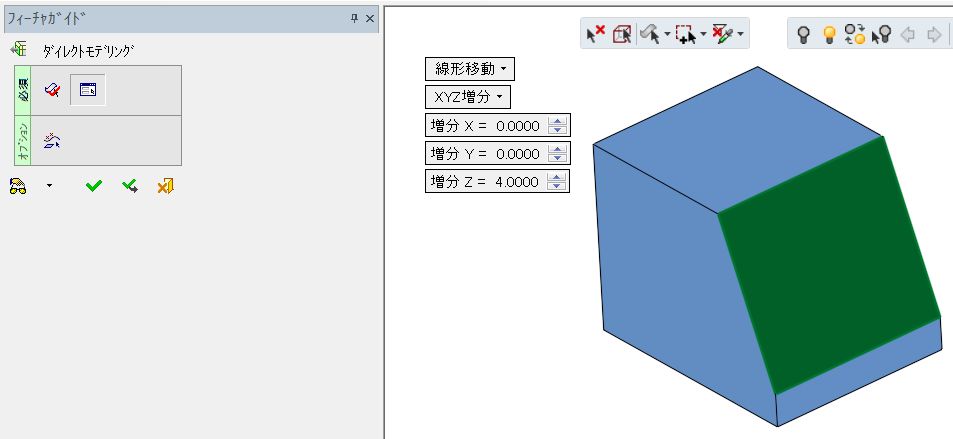 フィーチャガイド
ダイレクトモデリング
必須
オプション
線形移動
XYZ増分
増分 X = 0.0000
増分 Y = 0.0000
増分 Z = 4.0000